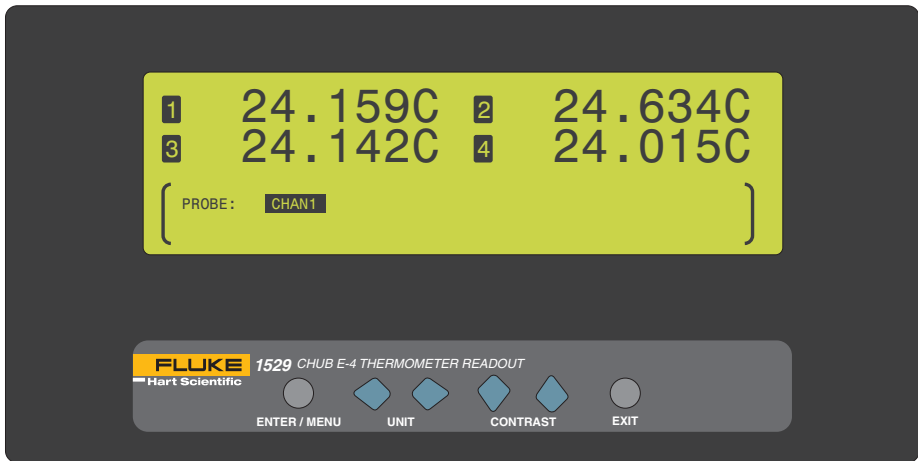 1 24.159C 2 24.634C
3 24.142C 4 24.015C
PROBE: CHAN1
FLUKE 1529 CHUB E-4 THERMOMETER READOUT
Hart Scientific
ENTER / MENU UNIT CONTRAST EXIT